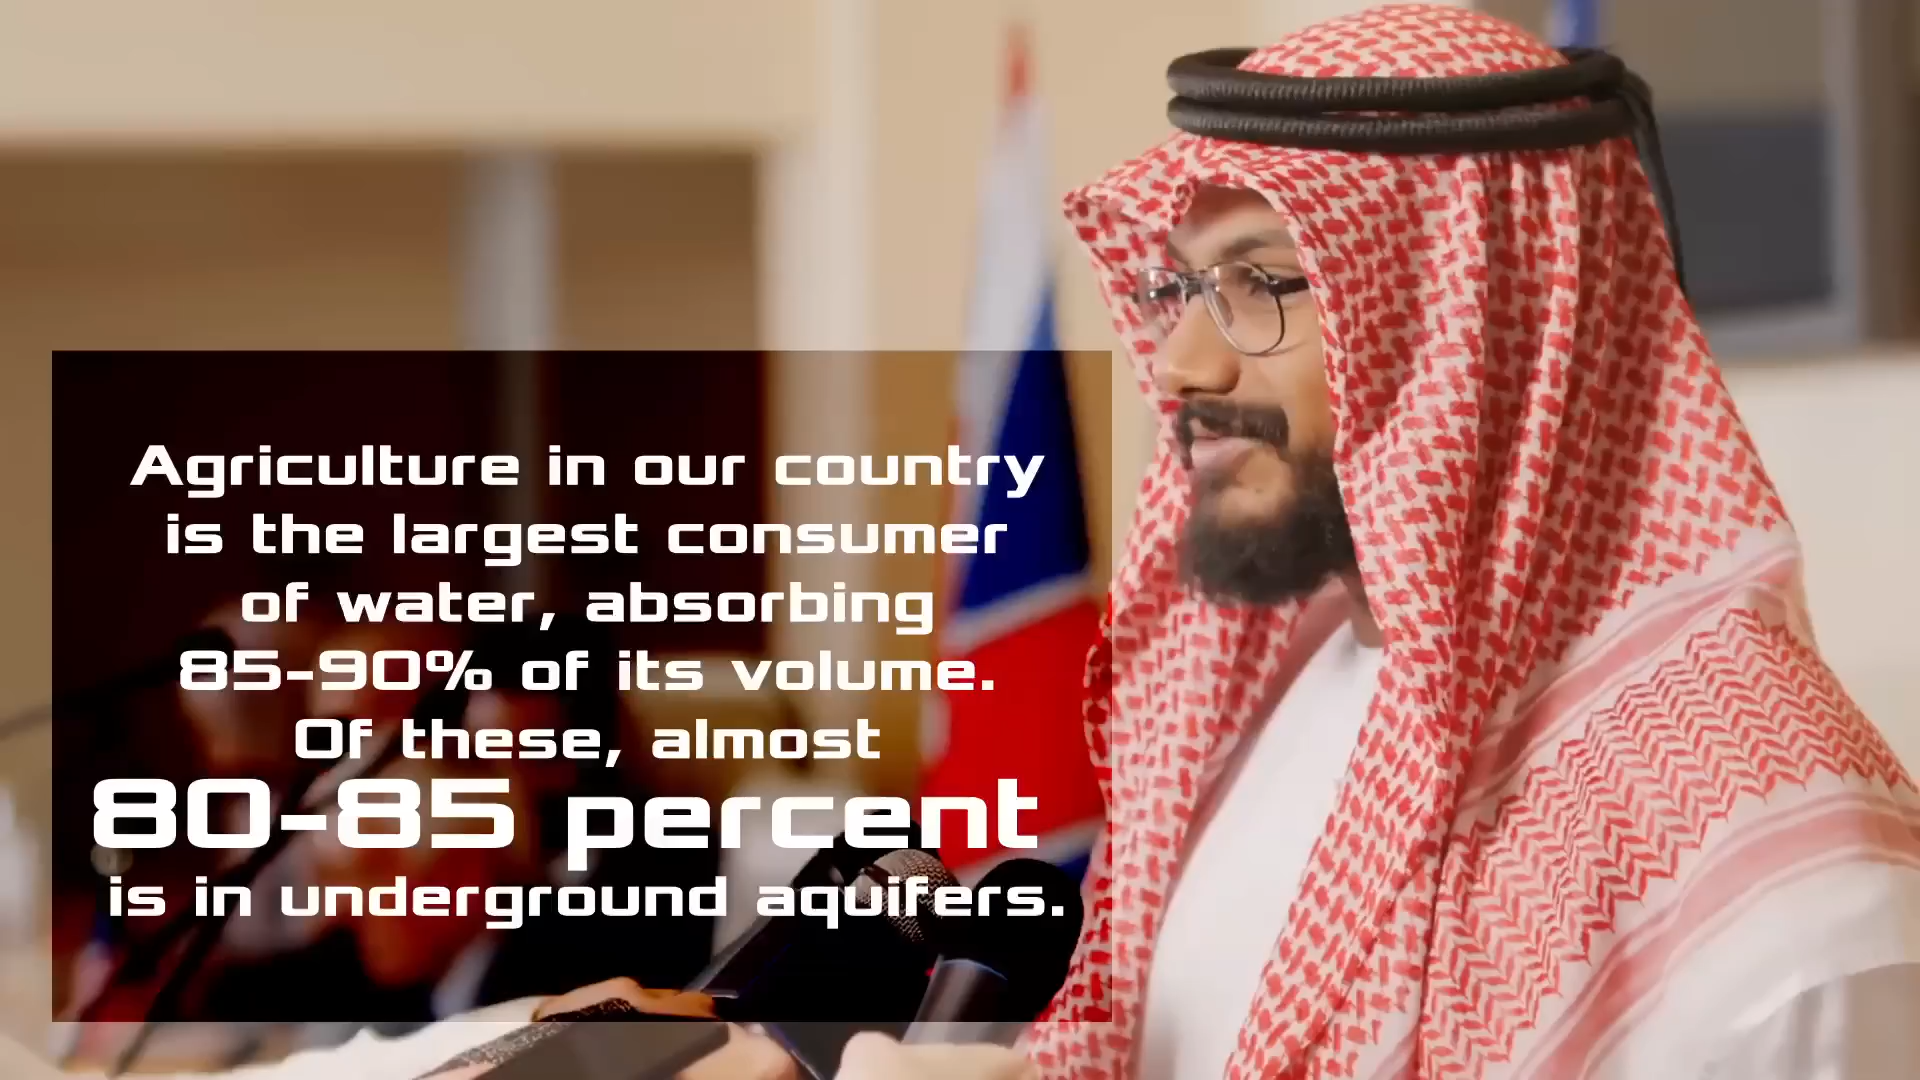 Agriculture in our country
is the largest consumer
of water, absorbing
85-90% of its volume.
Of these, almost
80-85 percent
is in underground aquifers.